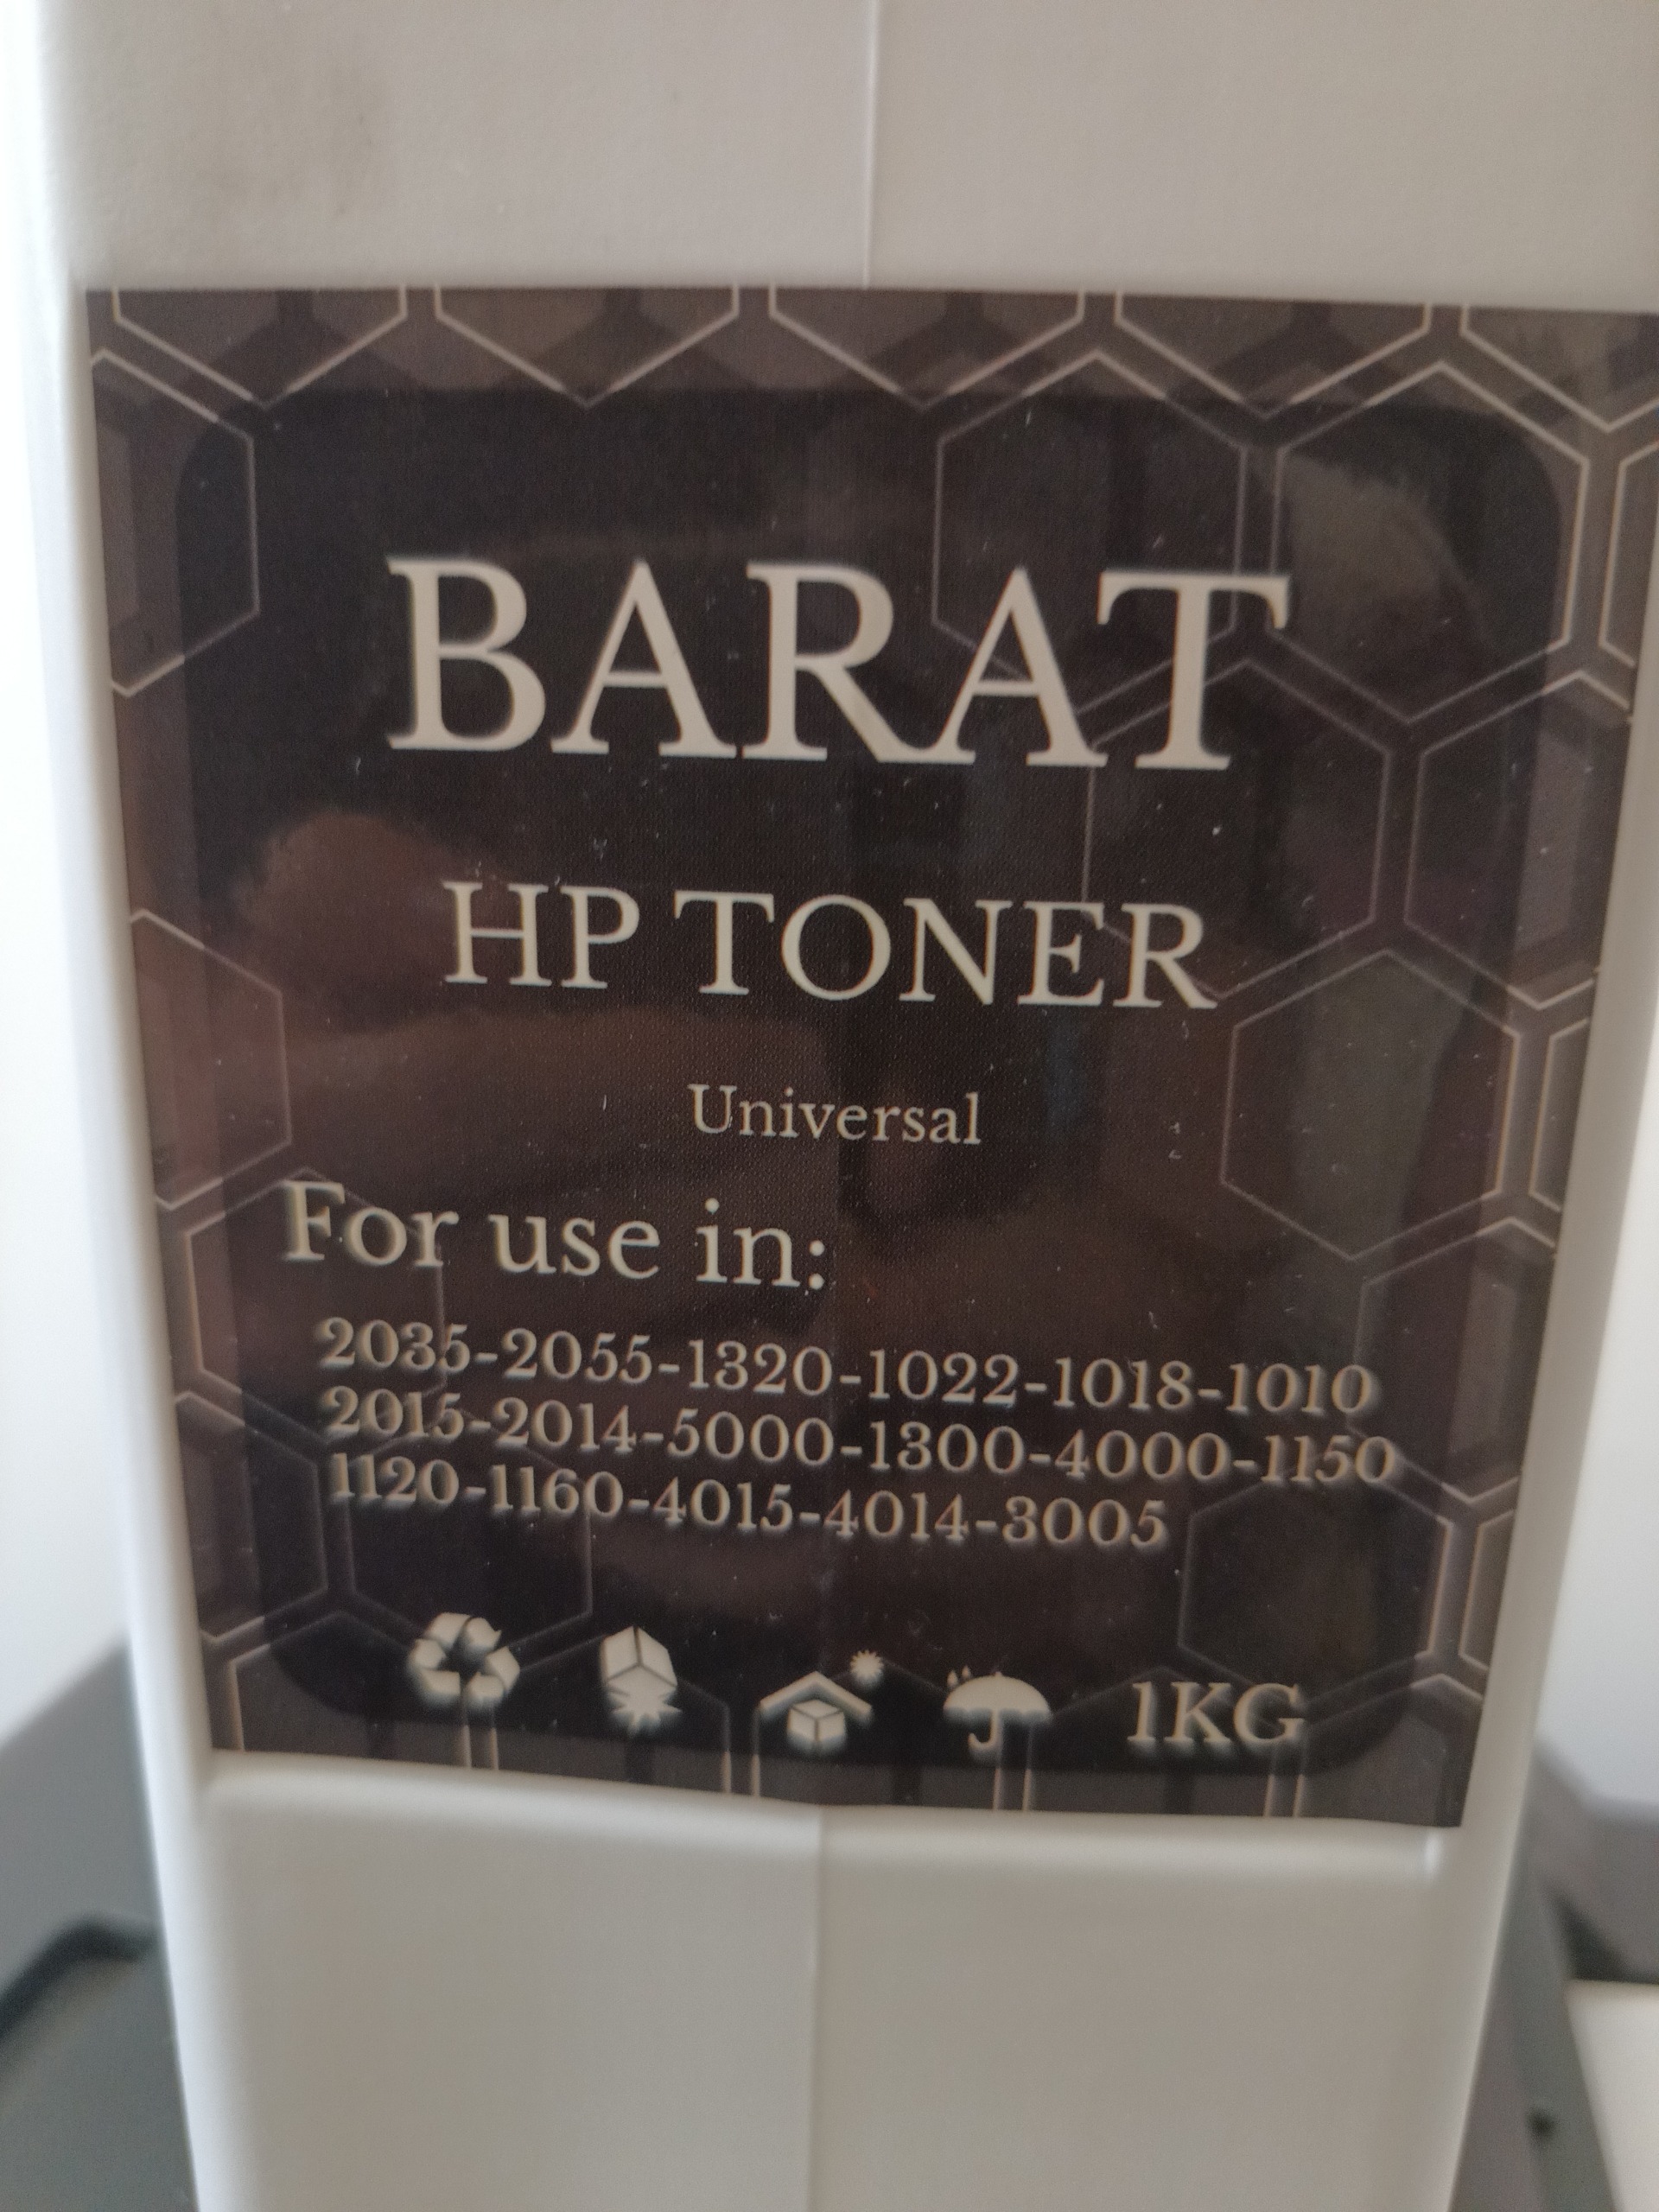 BARAT
HP TONER
Universal
For use in:
2035-2055-1320-1022-1018-1010
2015-2014-5000-1300-4000-1150
1120-1160-4015-4014-3005
1KG